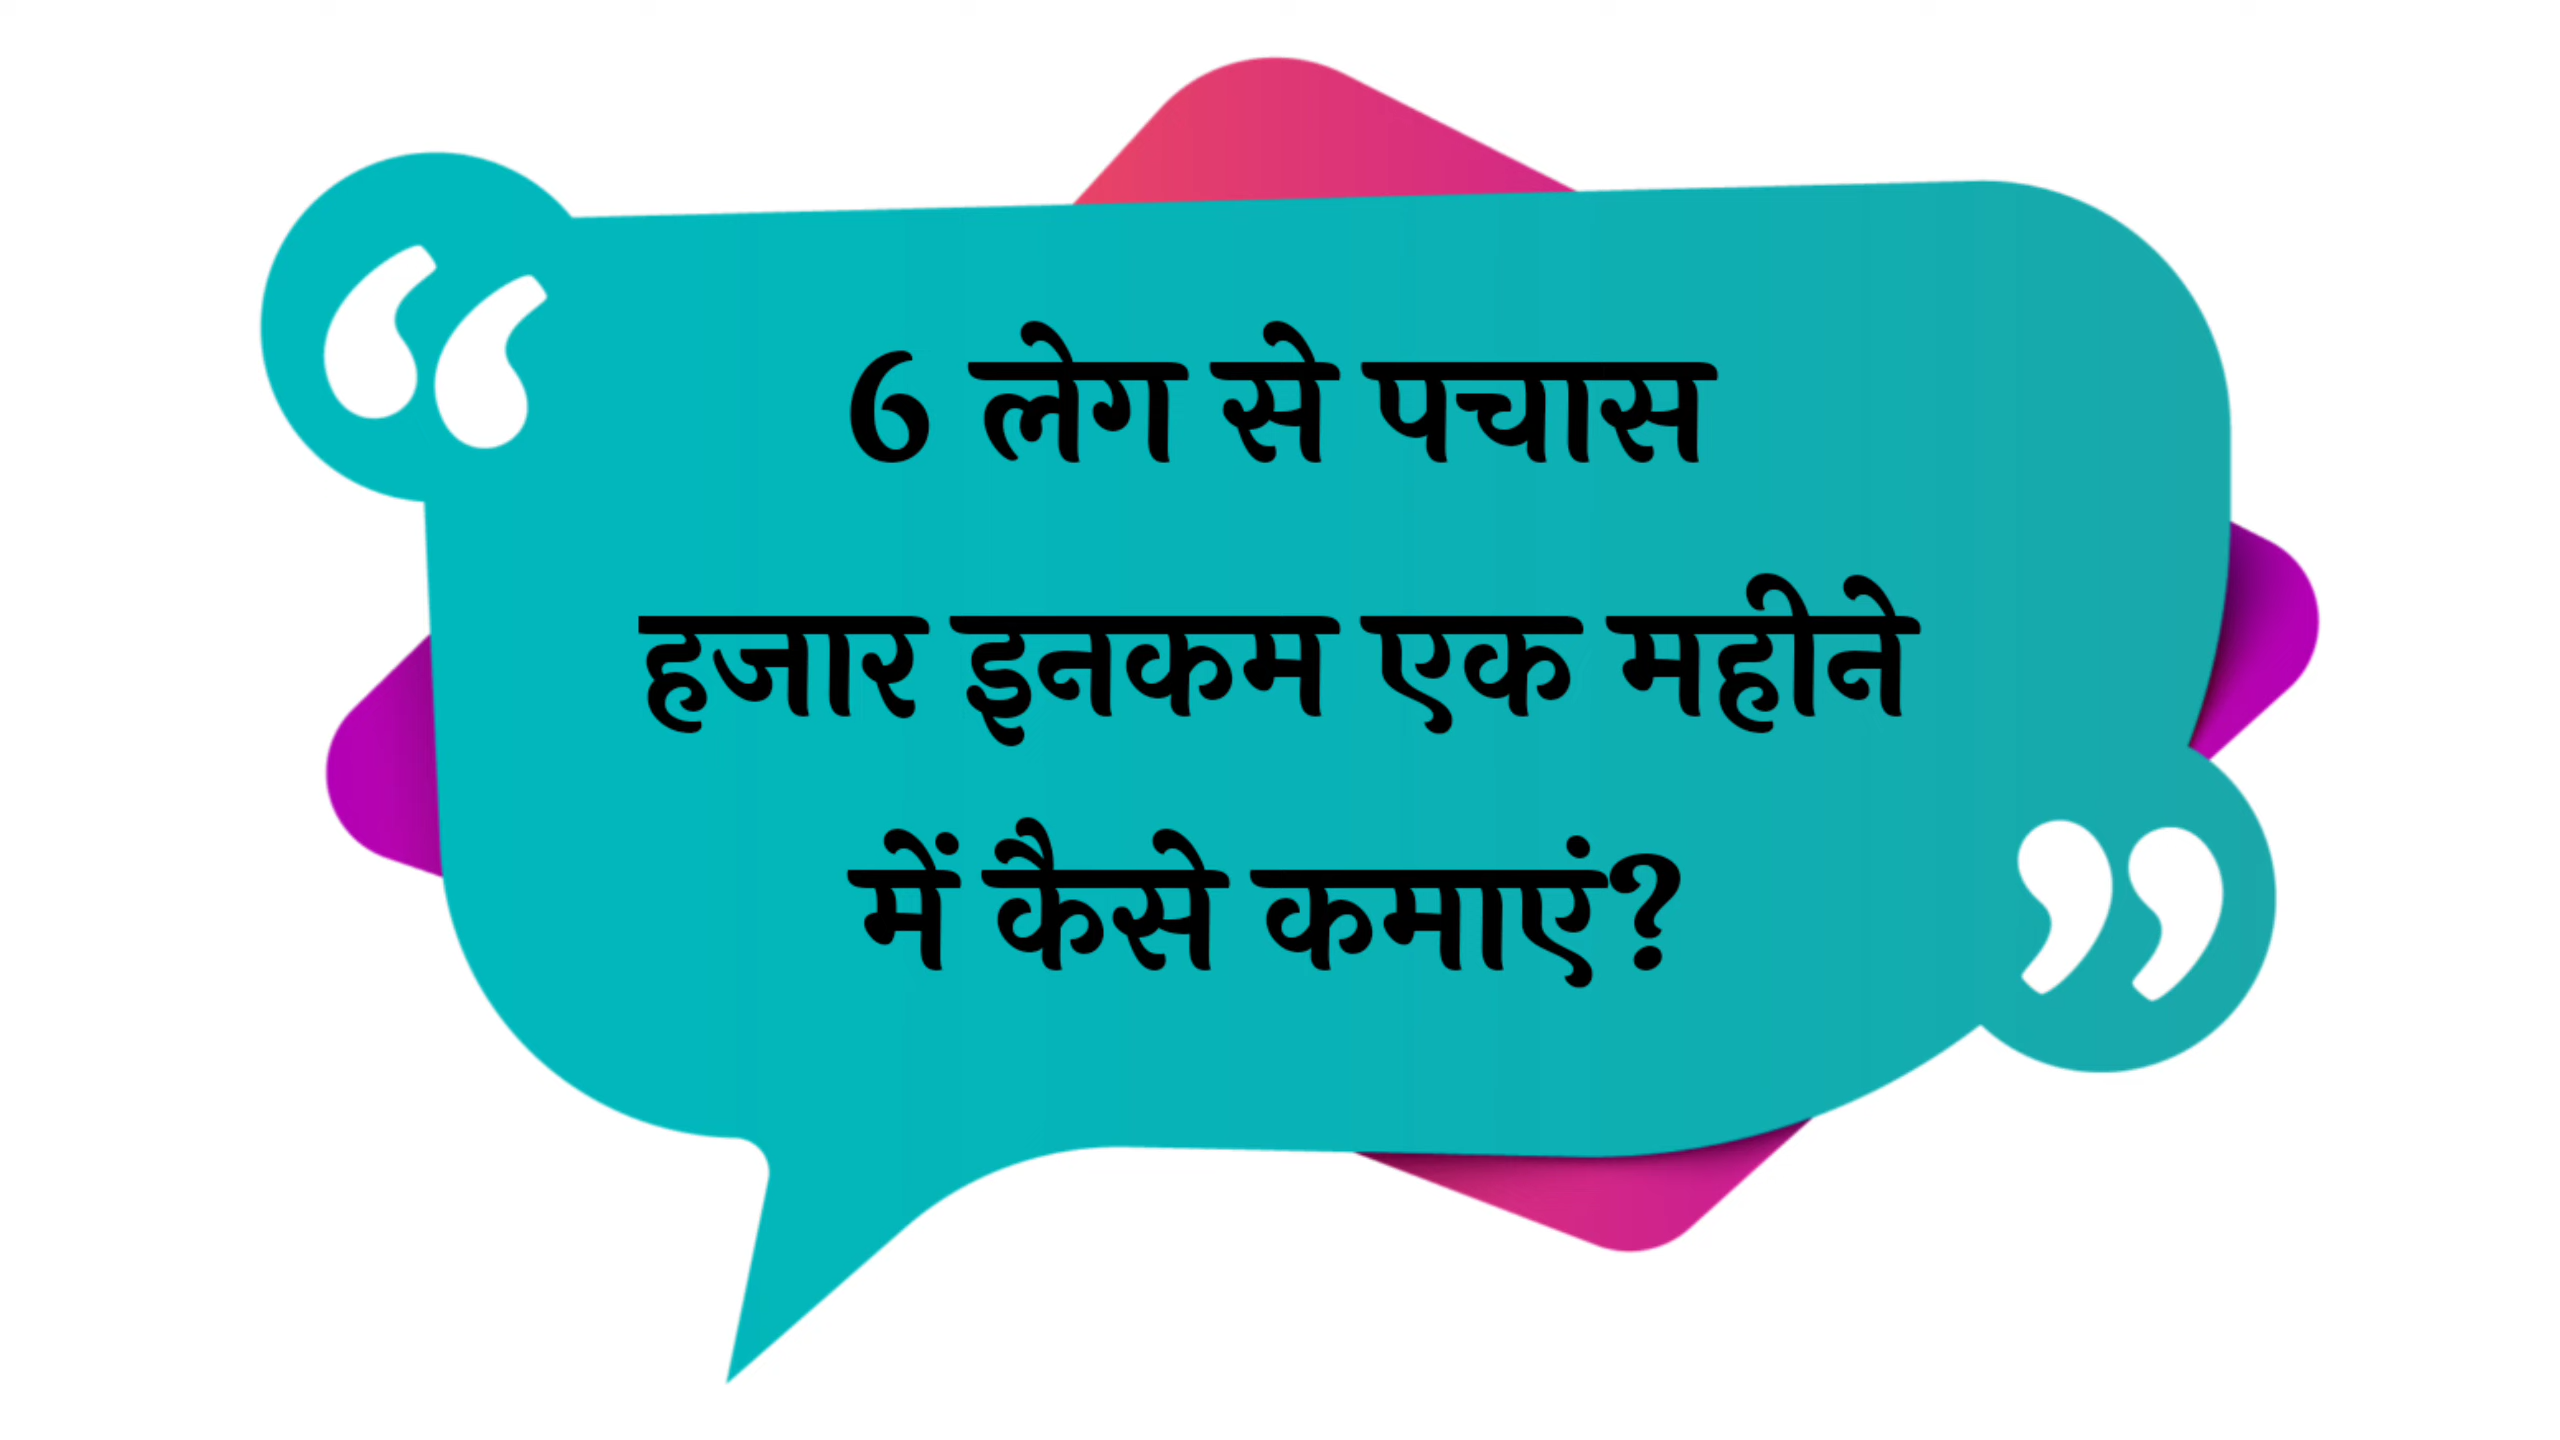 6 लेग से पचास
हजार इनकम एक महीने
में कैसे कमाएं?